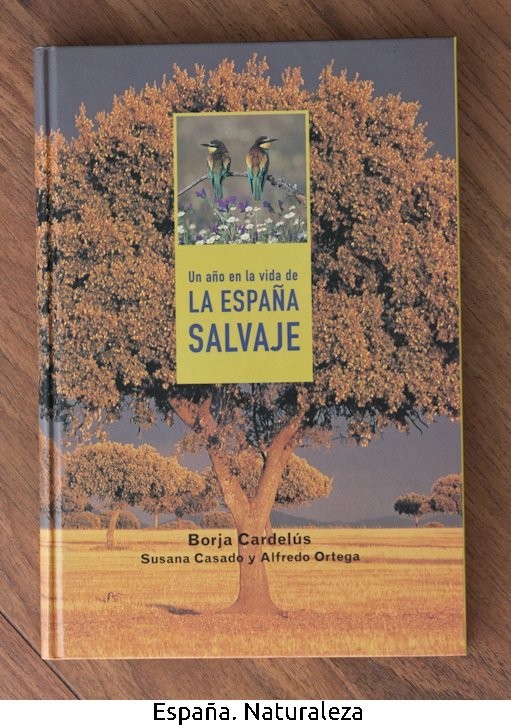 Un año en la vida de
LA ESPAÑA
SALVAJE
Borja Cardelús
Susana Casado y Alfredo Ortega
España. Naturaleza